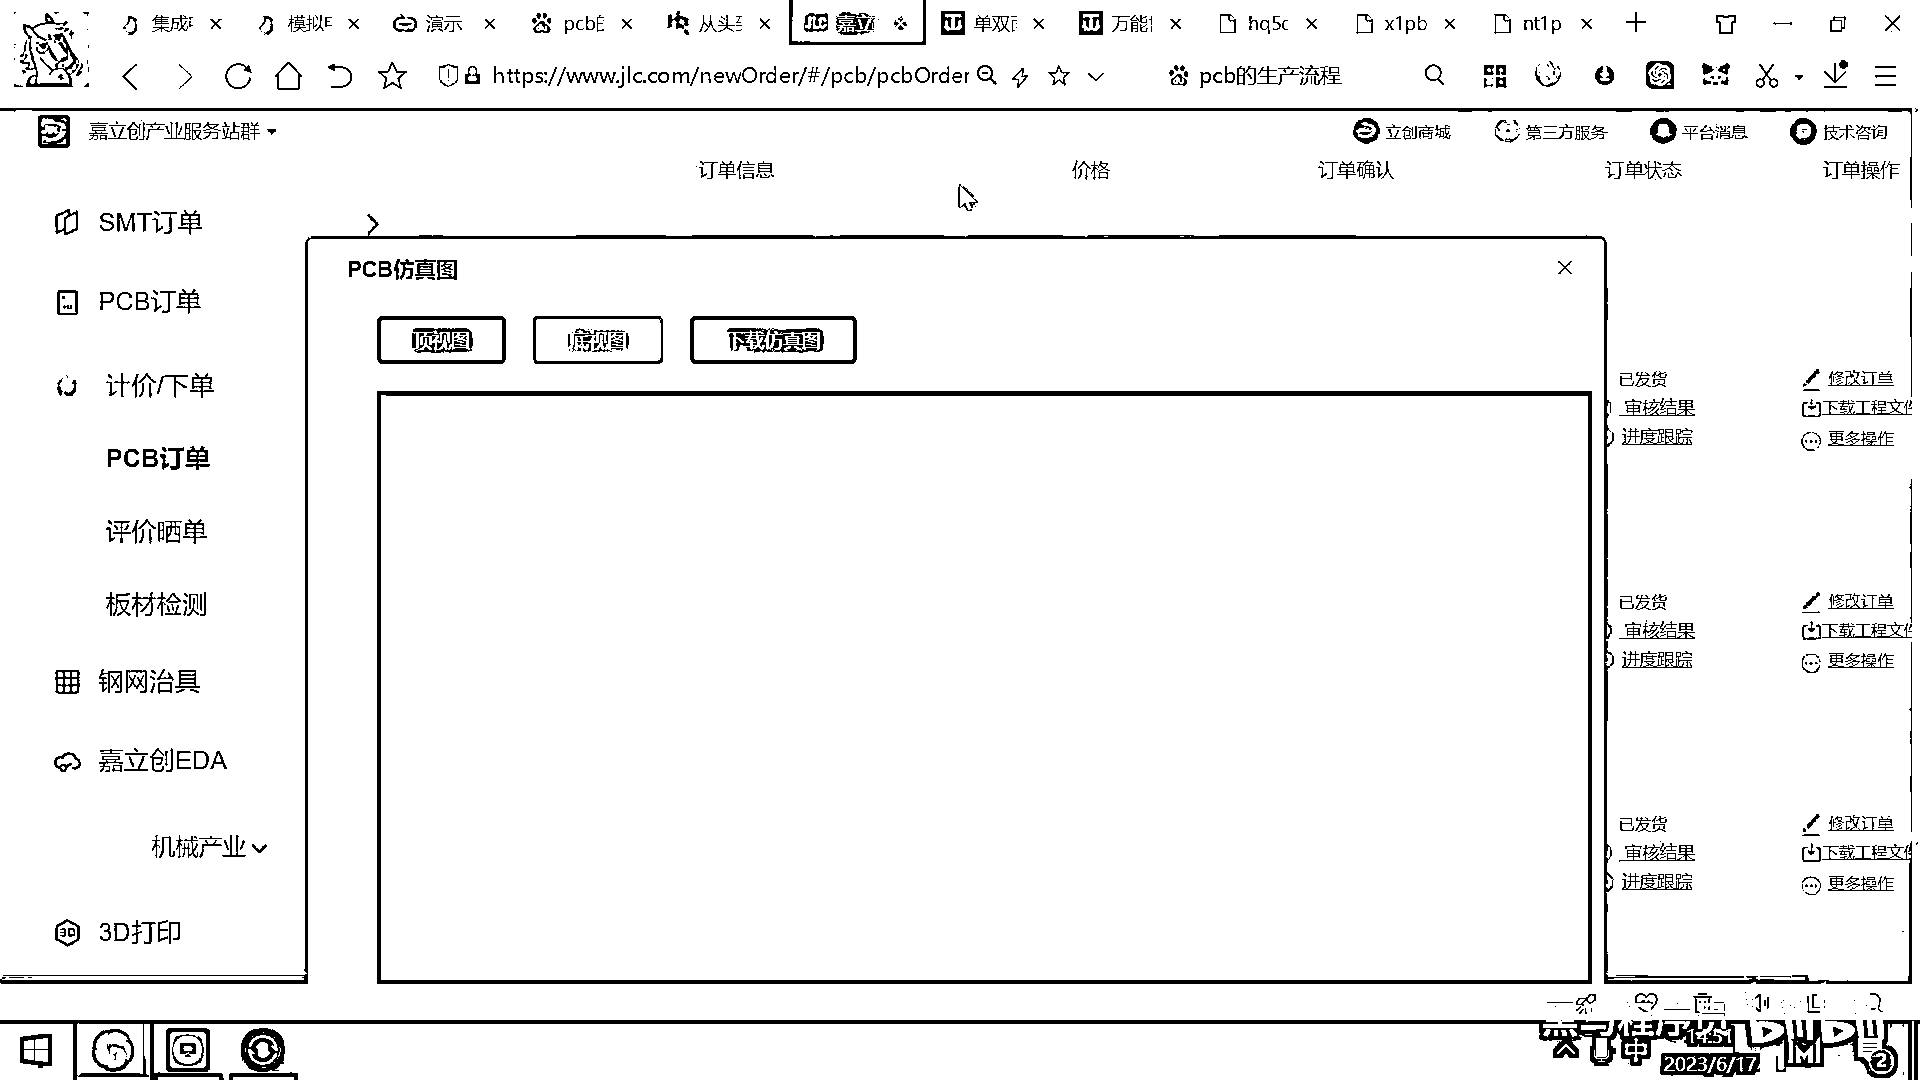 模拟
演示
pcb
从头
嘉立
单双
万能
hq5c
x1pb
nt1p
https://www.jlc.com/newOrder/#/pcb/pcbOrder
pcb的生产流程
嘉立创产业服务站群
立创商城
第三方服务
平台消息
技术咨询
订单信息
价格
订单确认
订单状态
订单操作
SMT订单
PCB订单
计价/下单
PCB订单
评价晒单
板材检测
钢网治具
嘉立创EDA
机械产业
3D打印
PCB仿真图
顶视图
底视图
下载仿真图
已发货
修改订单
审核结果
下载工程文件
进度跟踪
更多操作
已发货
修改订单
审核结果
下载工程文件
进度跟踪
更多操作
已发货
修改订单
审核结果
下载工程文件
进度跟踪
更多操作
中
14:51
2023/6/17
2